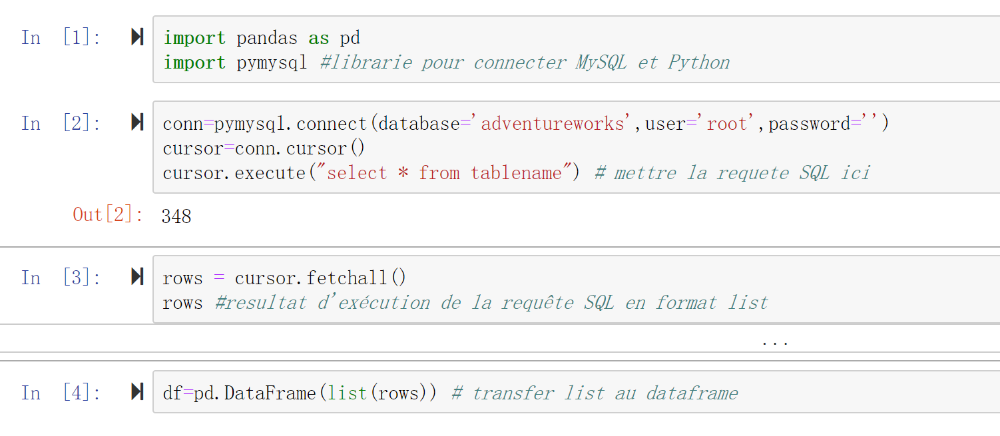 In [1]: import pandas as pd
import pymysql #librarie pour connecter MySQL et Python
In [2]: conn=pymysql.connect(database='adventureworks',user='root',password='')
cursor=conn.cursor()
cursor.execute("select * from tablename") # mettre la requete SQL ici
Out[2]: 348
In [3]: rows = cursor.fetchall()
rows #resultat d'exécution de la requête SQL en format list
...
In [4]: df=pd.DataFrame(list(rows)) # transfer list au dataframe